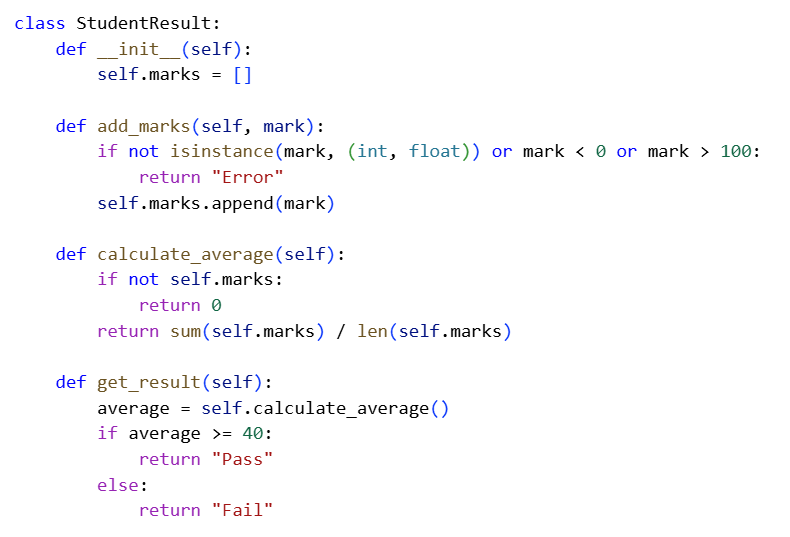 class StudentResult:
    def __init__(self):
        self.marks = []

    def add_marks(self, mark):
        if not isinstance(mark, (int, float)) or mark < 0 or mark > 100:
            return "Error"
        self.marks.append(mark)

    def calculate_average(self):
        if not self.marks:
            return 0
        return sum(self.marks) / len(self.marks)

    def get_result(self):
        average = self.calculate_average()
        if average >= 40:
            return "Pass"
        else:
            return "Fail"